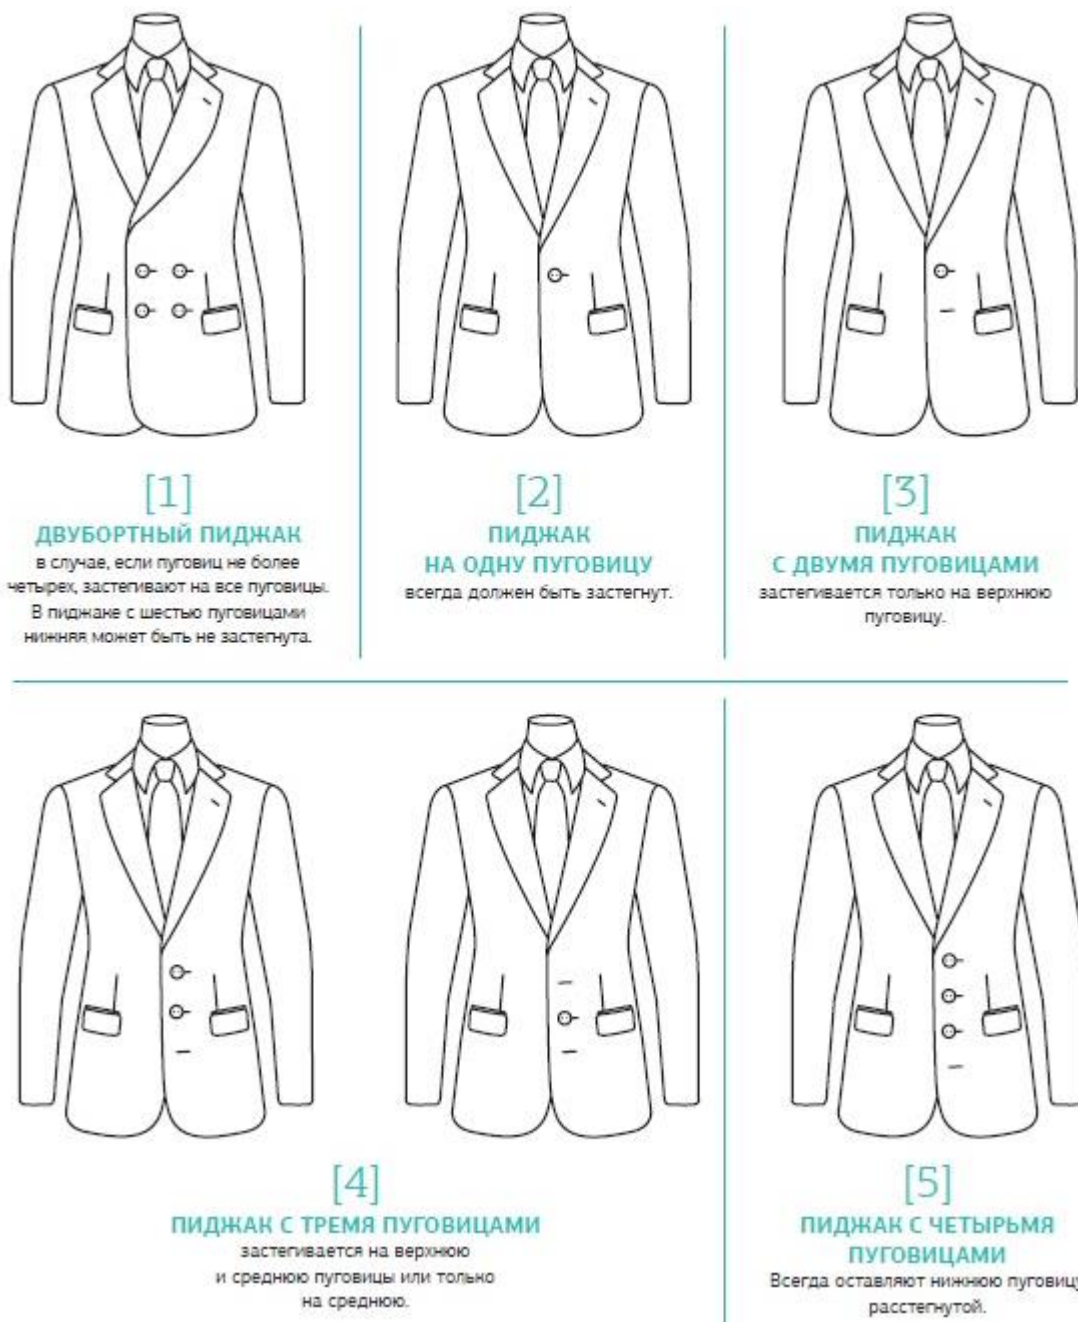 [1]
ДВУБОРТНЫЙ ПИДЖАК
в случае, если пуговиц не более
четырех, застегивают на все пуговицы.
В пиджаке с шестью пуговицами
нижняя может быть не застегнута.
[2]
ПИДЖАК
НА ОДНУ ПУГОВИЦУ
всегда должен быть застегнут.
[3]
ПИДЖАК
С ДВУМЯ ПУГОВИЦАМИ
застегивается только на верхнюю
пуговицу.
[4]
ПИДЖАК С ТРЕМЯ ПУГОВИЦАМИ
застегивается на верхнюю
и среднюю пуговицы или только
на среднюю.
[5]
ПИДЖАК С ЧЕТЫРЬМЯ
ПУГОВИЦАМИ
Всегда оставляют нижнюю пуговицу
расстегнутой.